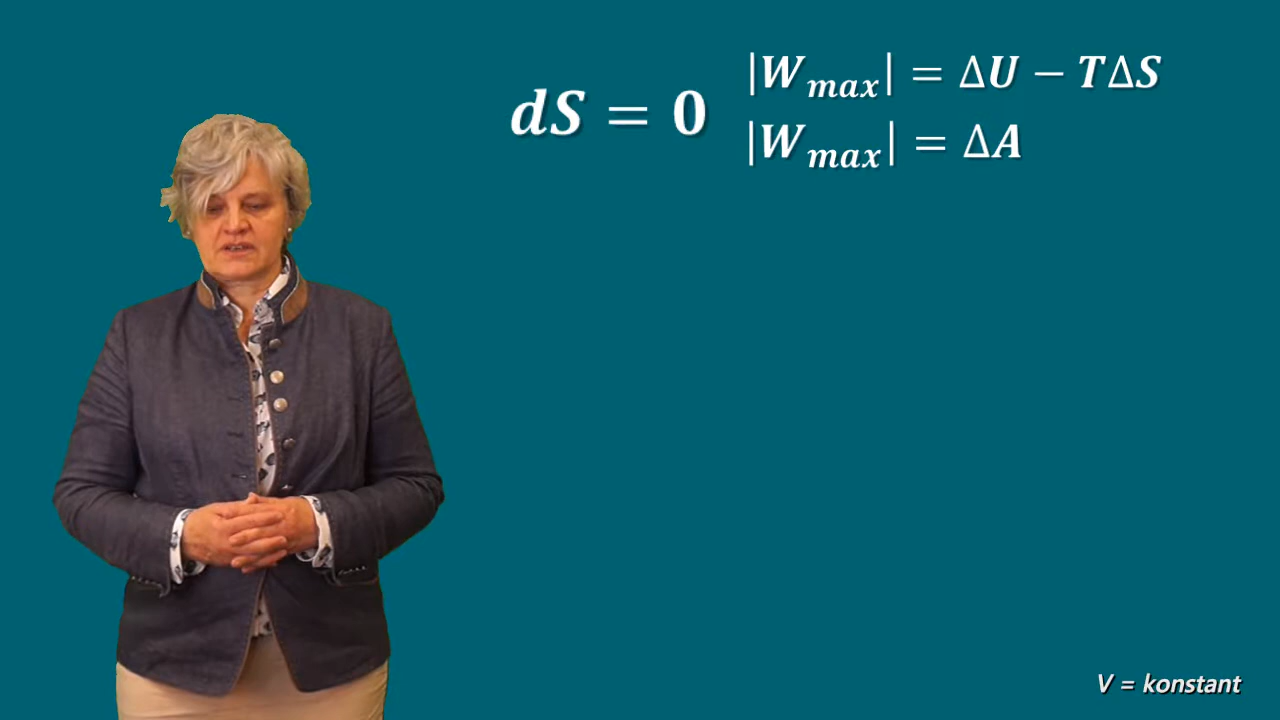 dS = 0
|W_max| = ΔU − TΔS
|W_max| = ΔA
V = konstant